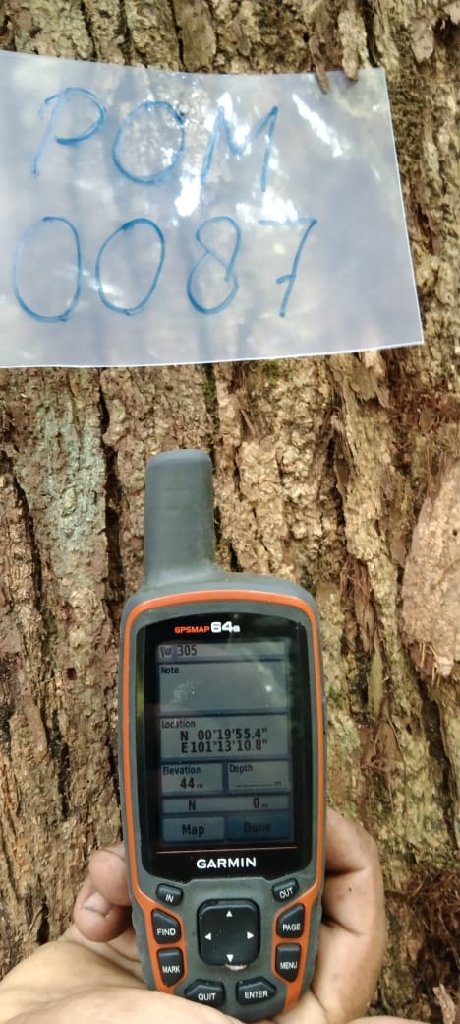 POM
0087
GPSMAP 64s
305
Note
Location
N 00°19'55.4"
E101°13'10.8"
Elevation Depth
44 m
N 0 m
Map Done
GARMIN
IN OUT
FIND PAGE
MARK MENU
QUIT ENTER